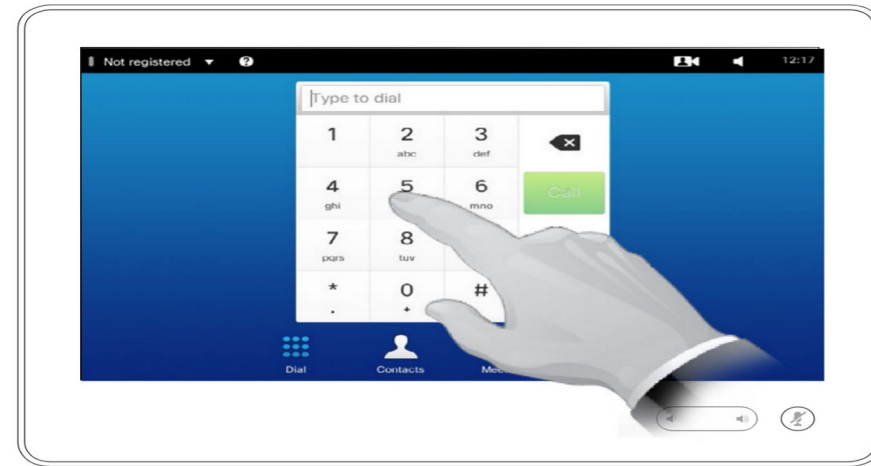 Not registered ? 12:17
Type to dial
1 2 3
abc def
4 5 6 Call
ghi mno
7 8
pqrs tuv
* 0 #
. +
Dial Contacts